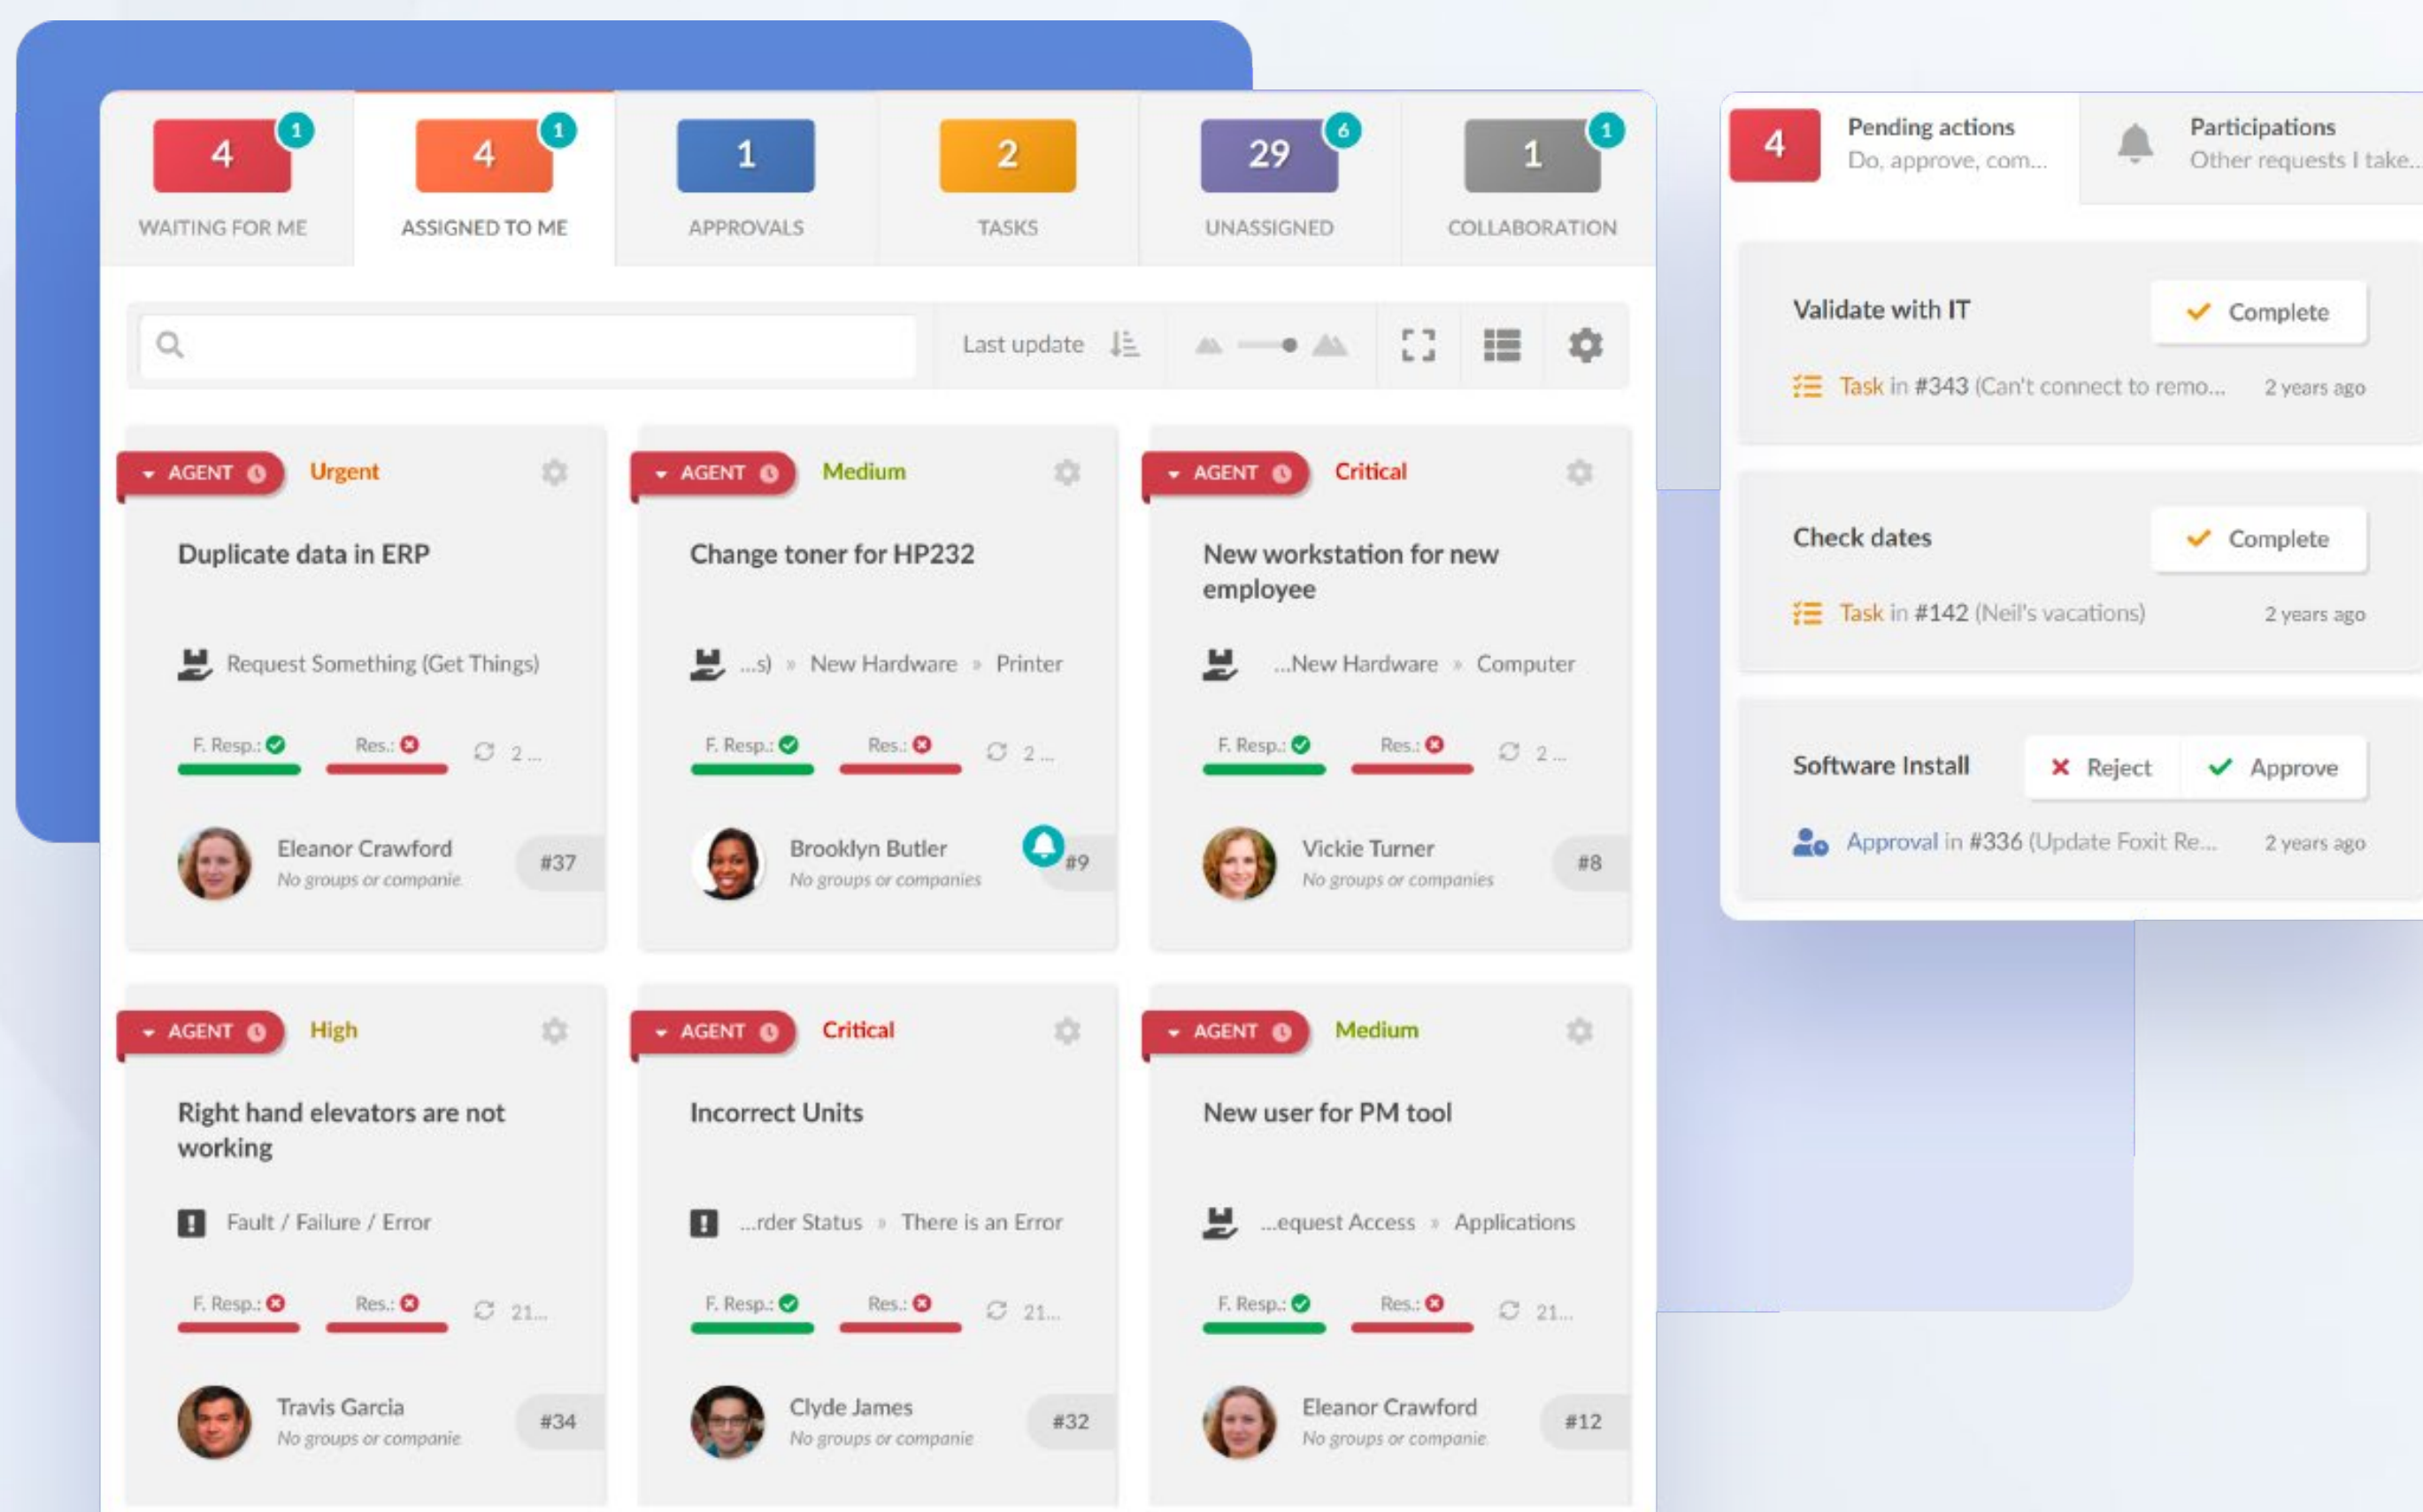 4 1
WAITING FOR ME
4 1
ASSIGNED TO ME
1
APPROVALS
2
TASKS
29 6
UNASSIGNED
1 1
COLLABORATION
Last update
AGENT Urgent
Duplicate data in ERP
Request Something (Get Things)
F. Resp.: Res.: 2 ...
Eleanor Crawford
No groups or companie
#37
AGENT Medium
Change toner for HP232
...s) » New Hardware » Printer
F. Resp.: Res.: 2 ...
Brooklyn Butler
No groups or companies
#9
AGENT Critical
New workstation for new
employee
...New Hardware » Computer
F. Resp.: Res.: 2 ...
Vickie Turner
No groups or companies
#8
AGENT High
Right hand elevators are not
working
Fault / Failure / Error
F. Resp.: Res.: 21...
Travis Garcia
No groups or companie
#34
AGENT Critical
Incorrect Units
...rder Status » There is an Error
F. Resp.: Res.: 21...
Clyde James
No groups or companie
#32
AGENT Medium
New user for PM tool
...equest Access » Applications
F. Resp.: Res.: 21...
Eleanor Crawford
No groups or companie
#12
4
Pending actions
Do, approve, com...
Participations
Other requests I take...
Validate with IT
Complete
Task in #343 (Can't connect to remo... 2 years ago
Check dates
Complete
Task in #142 (Neil's vacations) 2 years ago
Software Install
Reject Approve
Approval in #336 (Update Foxit Re... 2 years ago